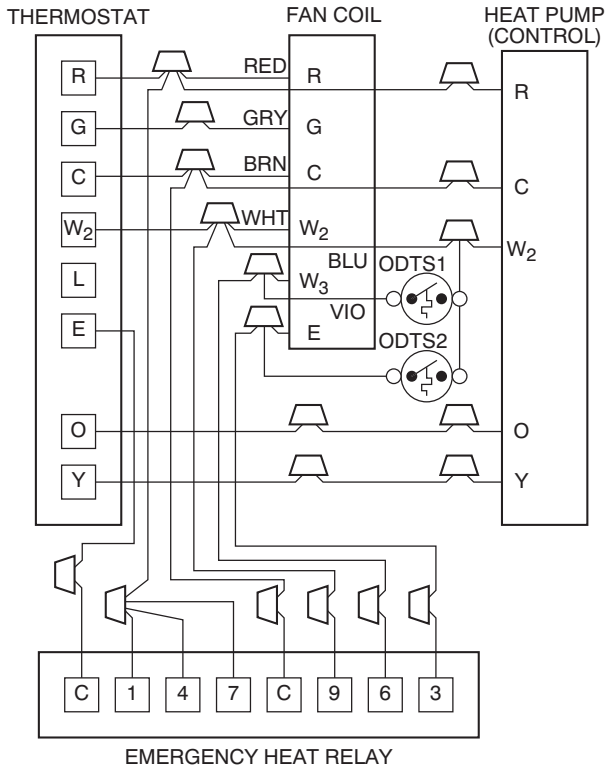 THERMOSTAT
FAN COIL
HEAT PUMP
(CONTROL)
R
RED
R
R
G
GRY
G
C
BRN
C
C
W2
WHT
W2
W2
L
BLU
W3
ODTS1
VIO
E
E
ODTS2
O
O
Y
Y
C 1 4 7 C 9 6 3
EMERGENCY HEAT RELAY